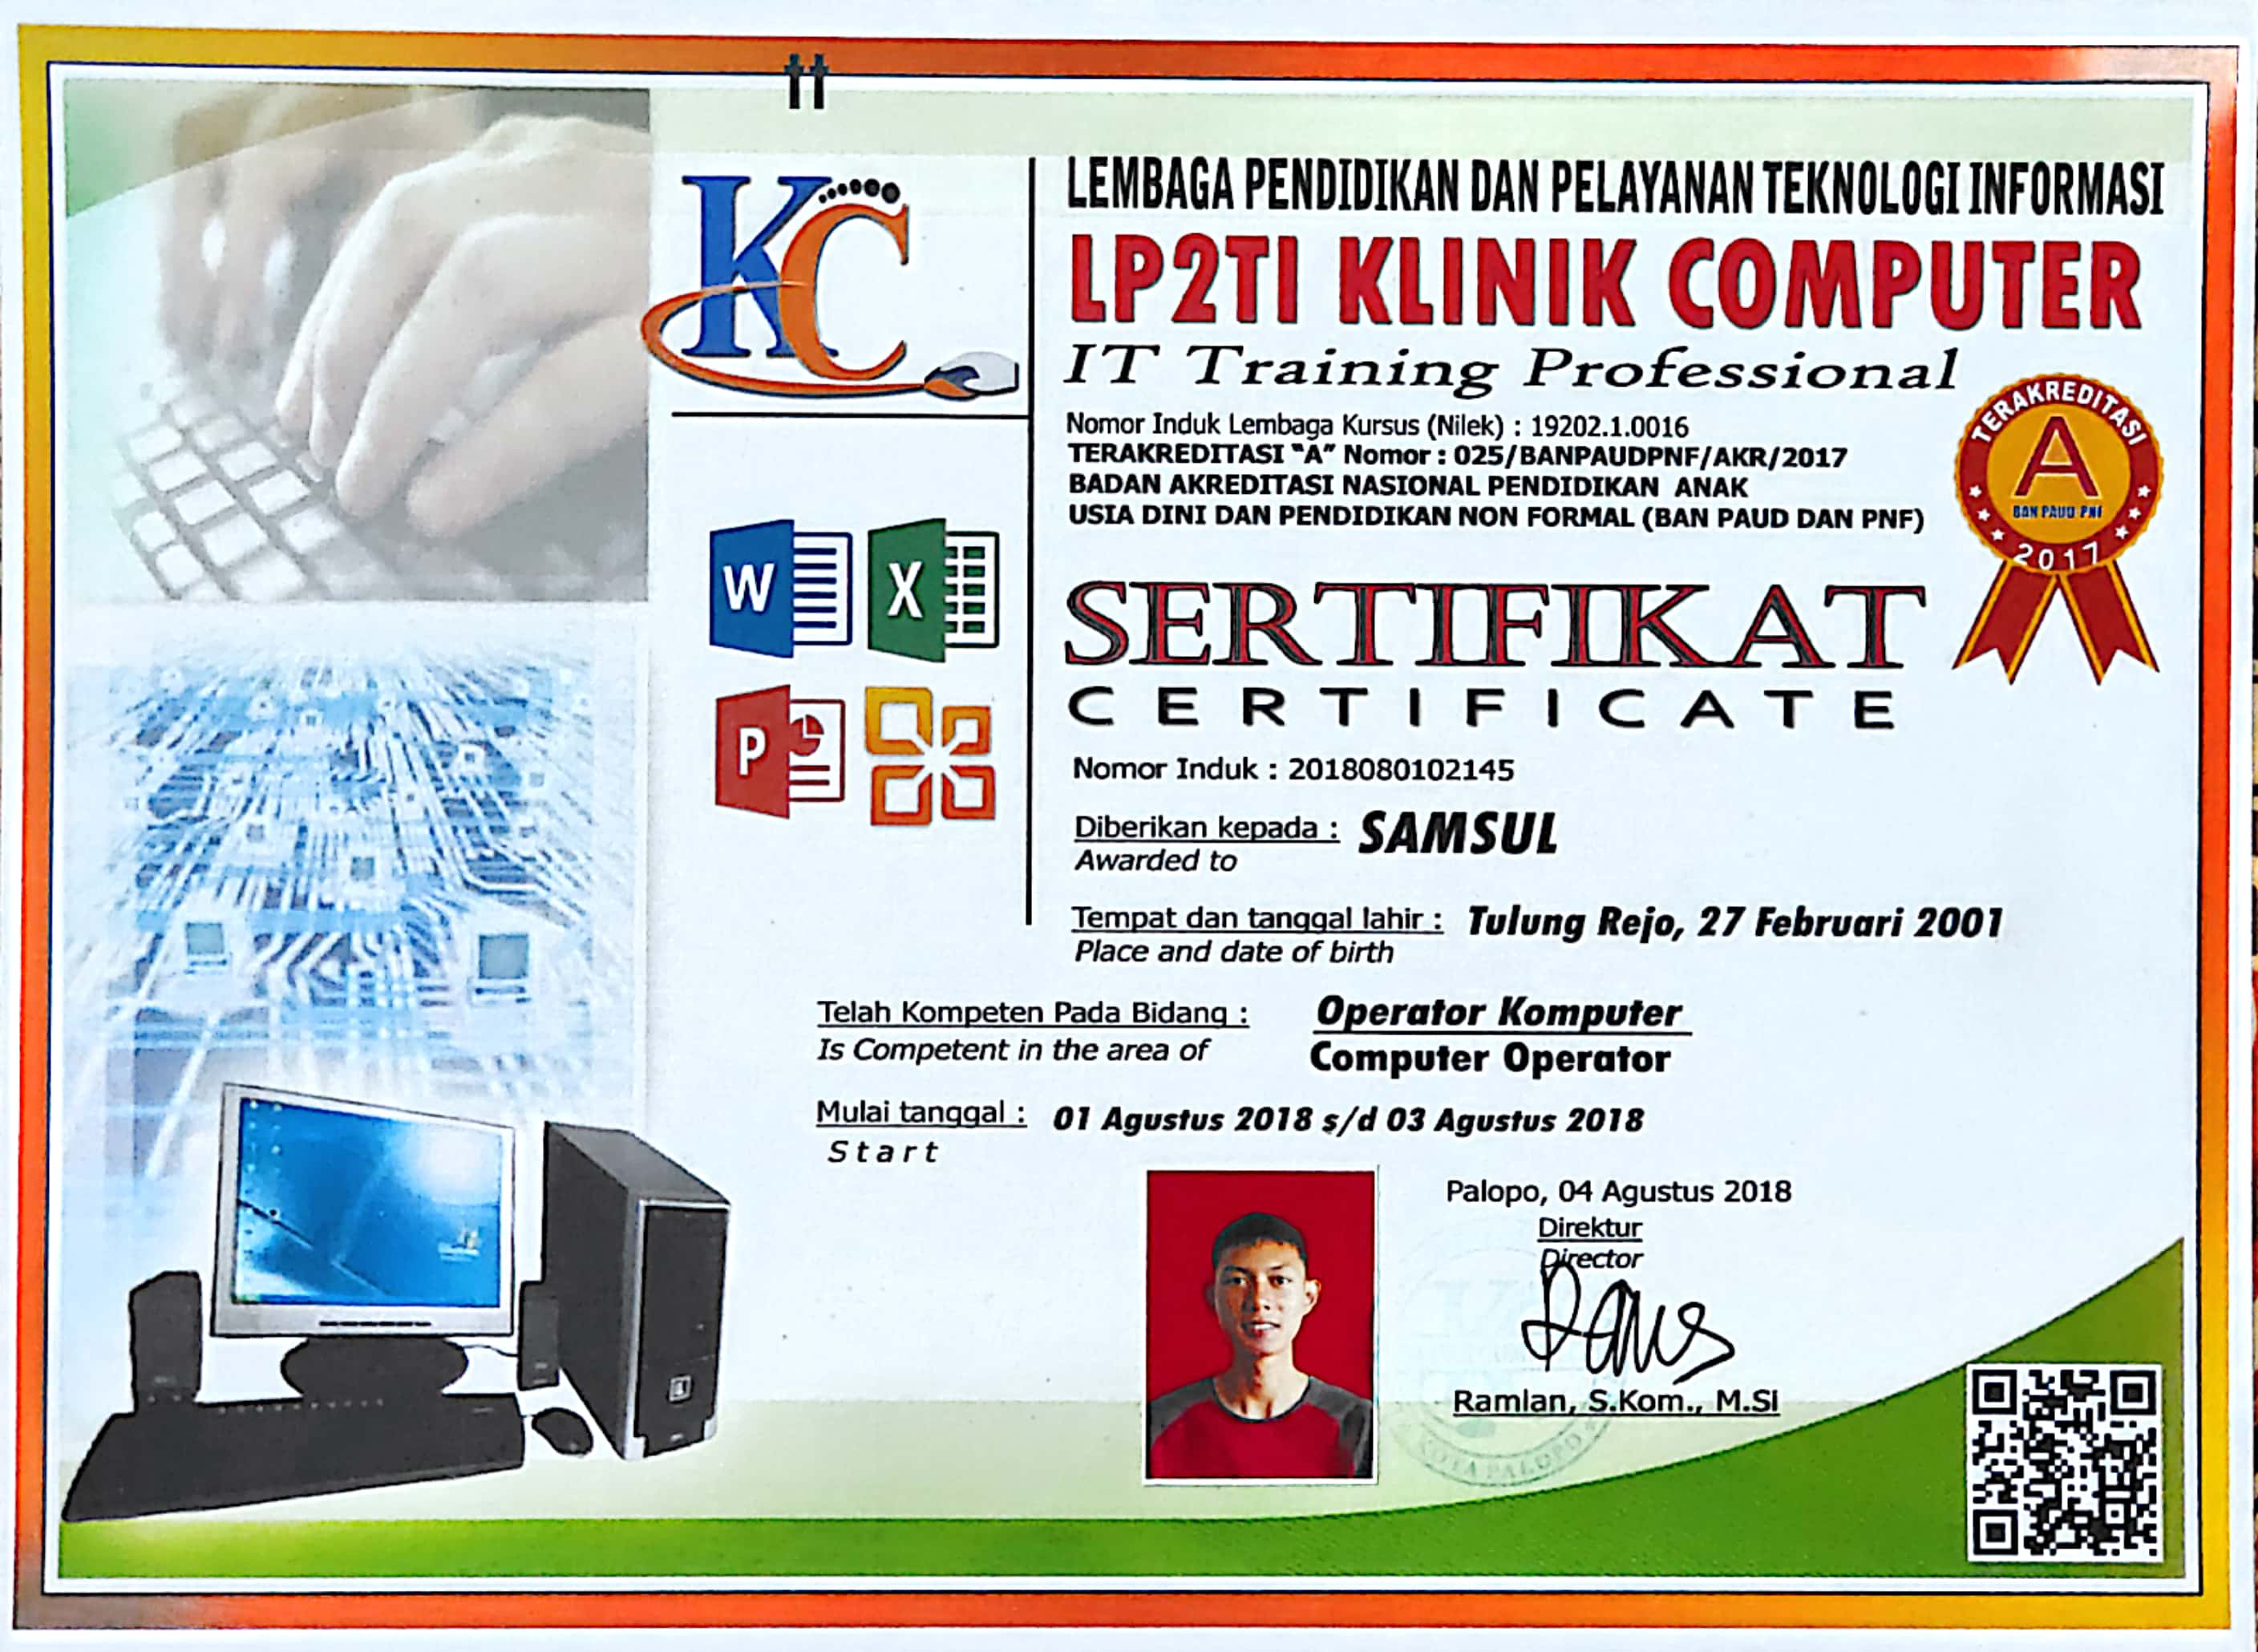 KC
LEMBAGA PENDIDIKAN DAN PELAYANAN TEKNOLOGI INFORMASI
LP2TI KLINIK COMPUTER
IT Training Professional
Nomor Induk Lembaga Kursus (Nilek) : 19202.1.0016
TERAKREDITASI "A" Nomor : 025/BANPAUDPNF/AKR/2017
BADAN AKREDITASI NASIONAL PENDIDIKAN ANAK
USIA DINI DAN PENDIDIKAN NON FORMAL (BAN PAUD DAN PNF)
TERAKREDITASI
A
BAN PAUD PNF
2017
W X
P
SERTIFIKAT
CERTIFICATE
Nomor Induk : 2018080102145
Diberikan kepada : SAMSUL
Awarded to
Tempat dan tanggal lahir : Tulung Rejo, 27 Februari 2001
Place and date of birth
Telah Kompeten Pada Bidang : Operator Komputer
Is Competent in the area of Computer Operator
Mulai tanggal : 01 Agustus 2018 s/d 03 Agustus 2018
Start
Palopo, 04 Agustus 2018
Direktur
Director
Ramlan, S.Kom., M.Si
KOTA PALOPO